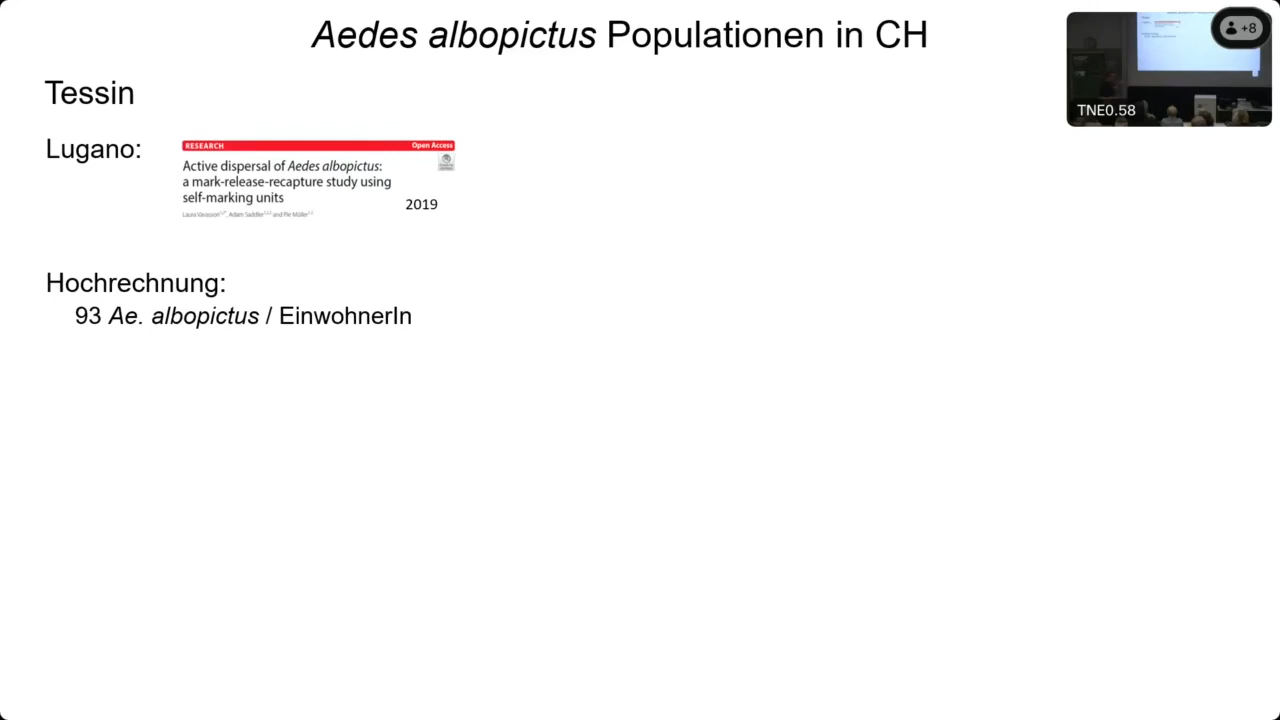 Aedes albopictus Populationen in CH
+8
TNE0.58
Tessin
Lugano:
RESEARCH
Open Access
Active dispersal of Aedes albopictus:
a mark-release-recapture study using
self-marking units
2019
Hochrechnung:
93 Ae. albopictus / EinwohnerIn